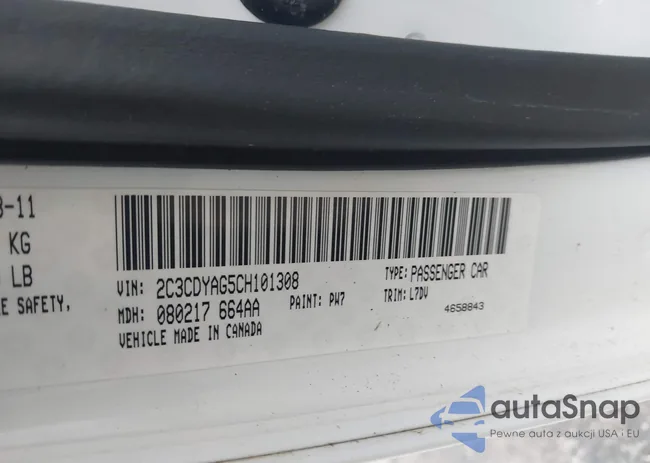 8-11
KG
LB
E SAFETY,
VIN: 2C3CDYAG5CH101308
TYPE: PASSENGER CAR
MDH: 080217 664AA
PAINT: PW7
TRIM: L7DV
VEHICLE MADE IN CANADA
4658843
autaSnap
Pewne auta z aukcji USA i EU